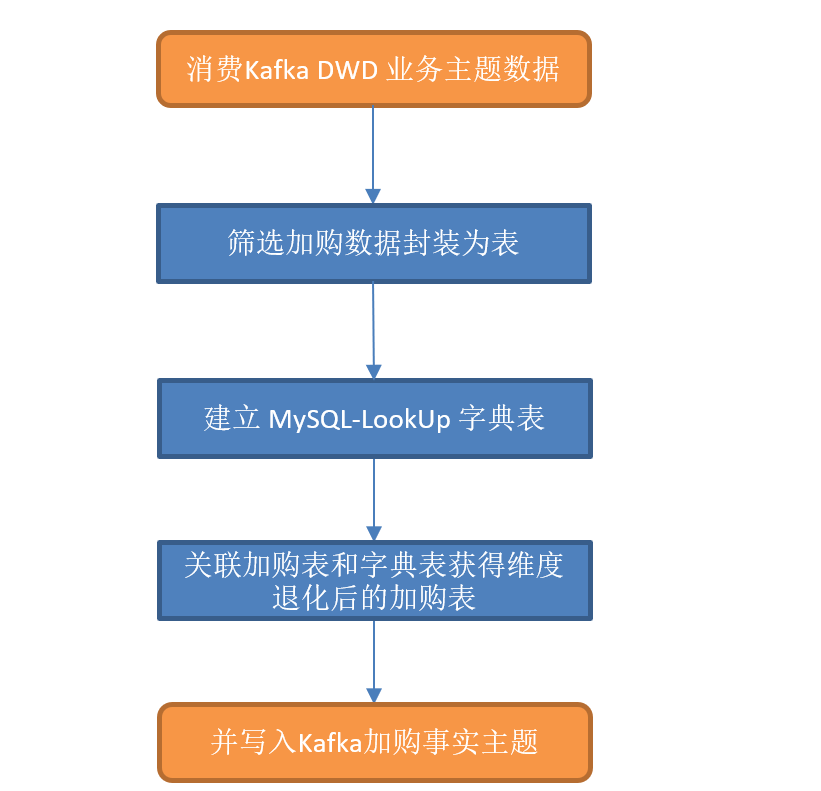 消费Kafka DWD 业务主题数据
筛选加购数据封装为表
建立 MySQL-LookUp 字典表
关联加购表和字典表获得维度
退化后的加购表
并写入Kafka加购事实主题